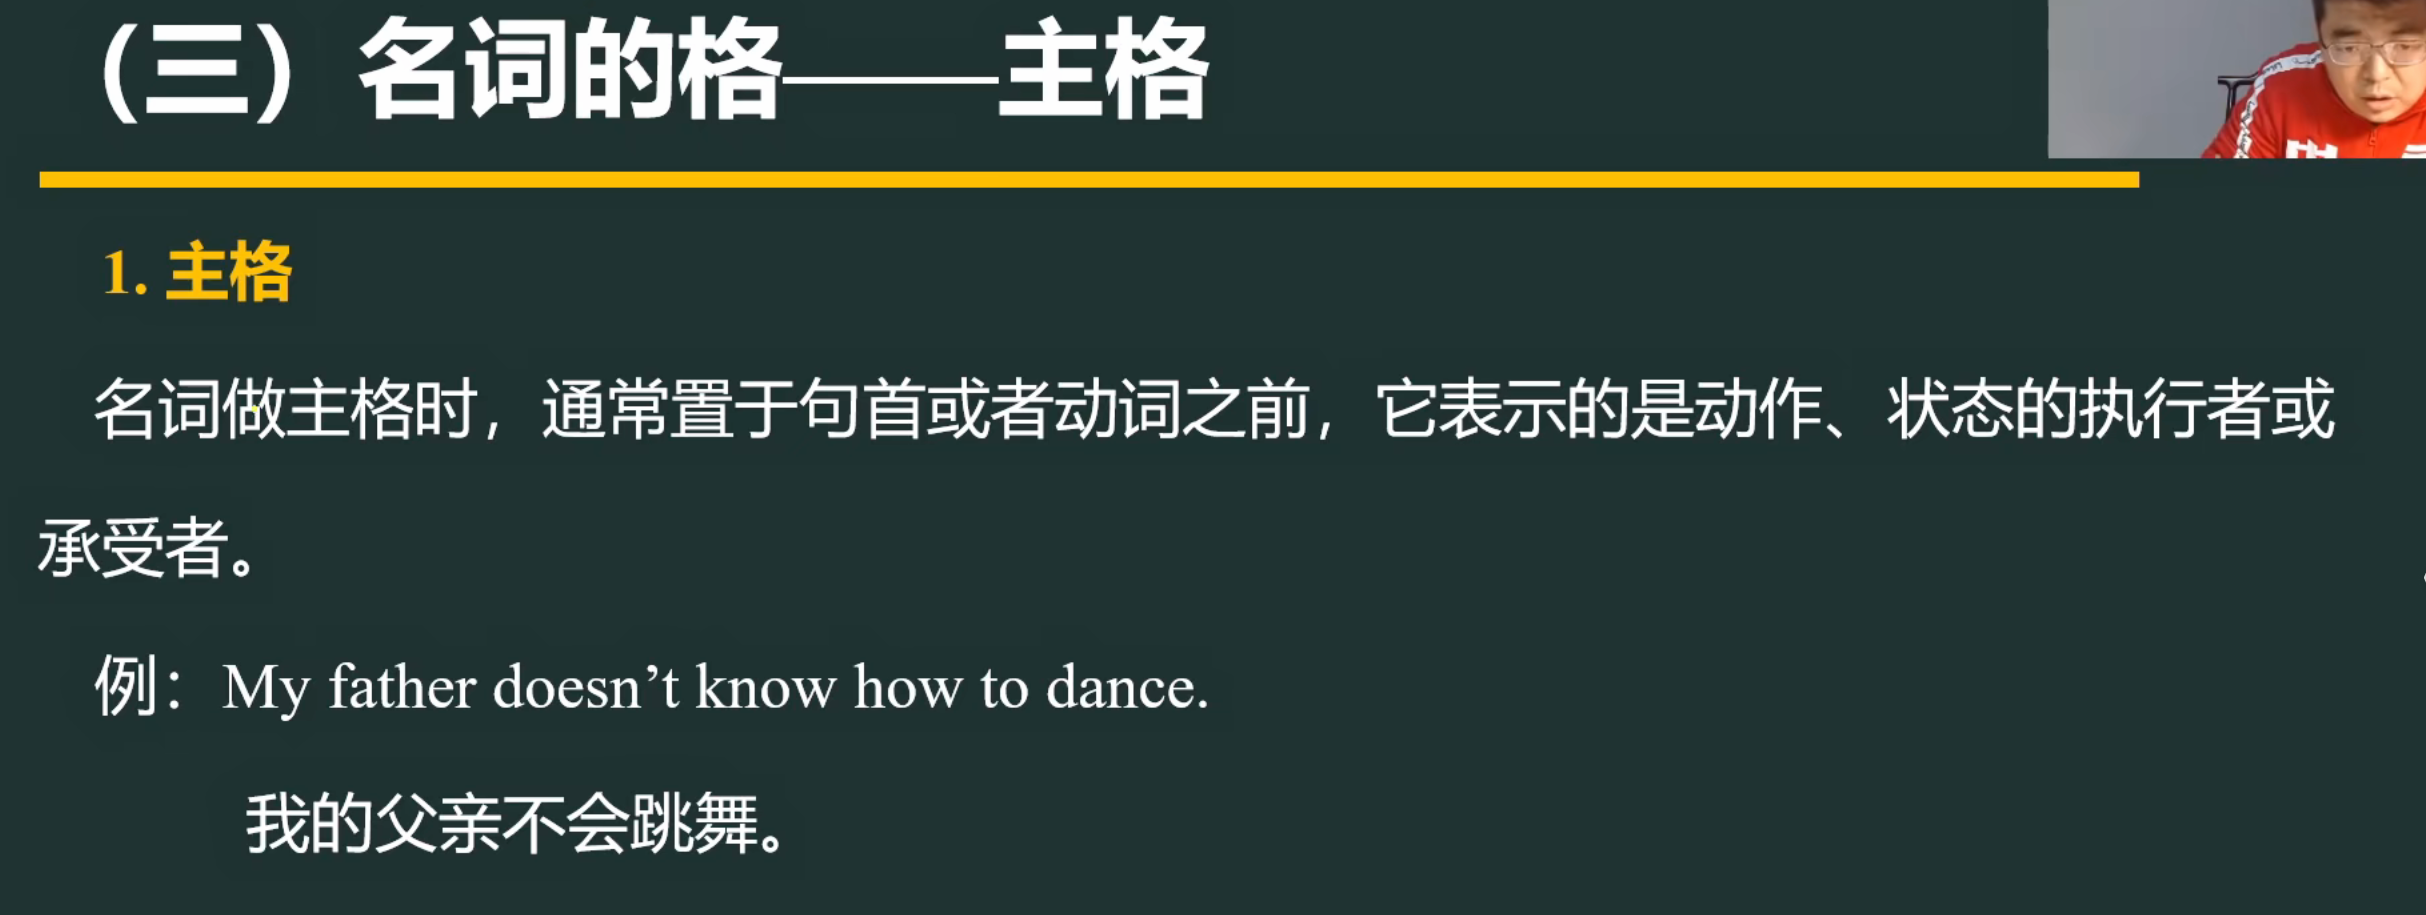 （三）名词的格——主格
1. 主格
名词做主格时，通常置于句首或者动词之前，它表示的是动作、状态的执行者或
承受者。
例：My father doesn’t know how to dance.
我的父亲不会跳舞。